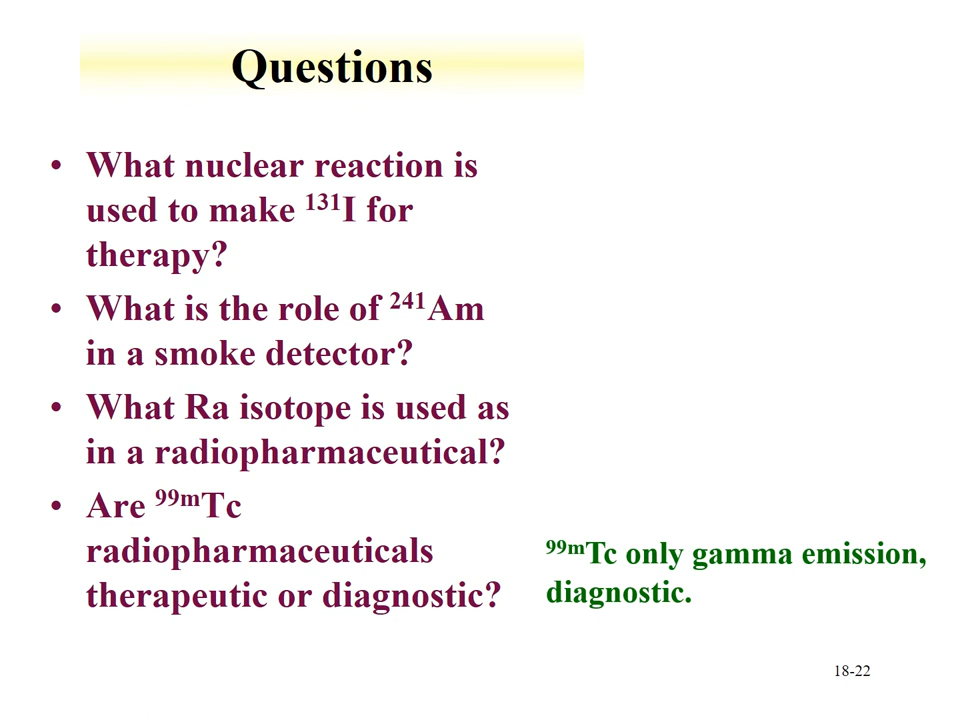 Questions
• What nuclear reaction is
used to make ¹³¹I for
therapy?
• What is the role of ²⁴¹Am
in a smoke detector?
• What Ra isotope is used as
in a radiopharmaceutical?
• Are ⁹⁹ᵐTc
radiopharmaceuticals
therapeutic or diagnostic?
⁹⁹ᵐTc only gamma emission,
diagnostic.
18-22